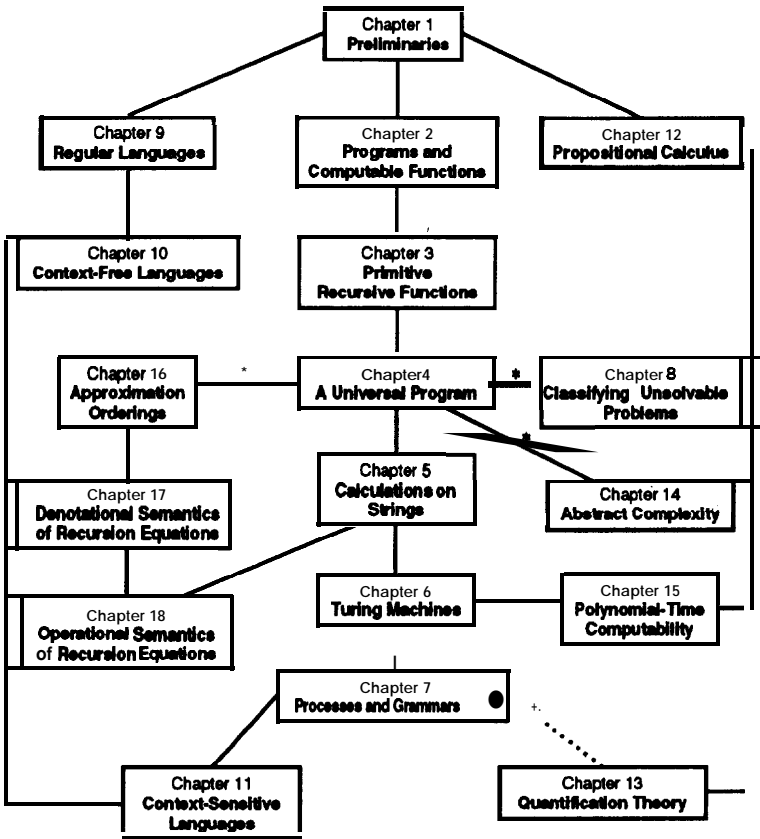 Chapter 1
Preliminaries
Chapter 9
Regular Languages
Chapter 2
Programs and
Computable Functions
Chapter 12
Propositional Calculus
Chapter 10
Context-Free Languages
Chapter 3
Primitive
Recursive Functions
Chapter 16
Approximation
Orderings
*
Chapter4
A Universal Program
*
Chapter 8
Classifying Unsolvable
Problems
*
Chapter 5
Calculations on
Strings
Chapter 17
Denotational Semantics
of Recursion Equations
Chapter 14
Abstract Complexity
Chapter 6
Turing Machines
Chapter 15
Polynomial-Time
Computability
Chapter 18
Operational Semantics
of Recursion Equations
Chapter 7
Processes and Grammars
+.
Chapter 11
Context-Sensitive
Languages
Chapter 13
Quantification Theory